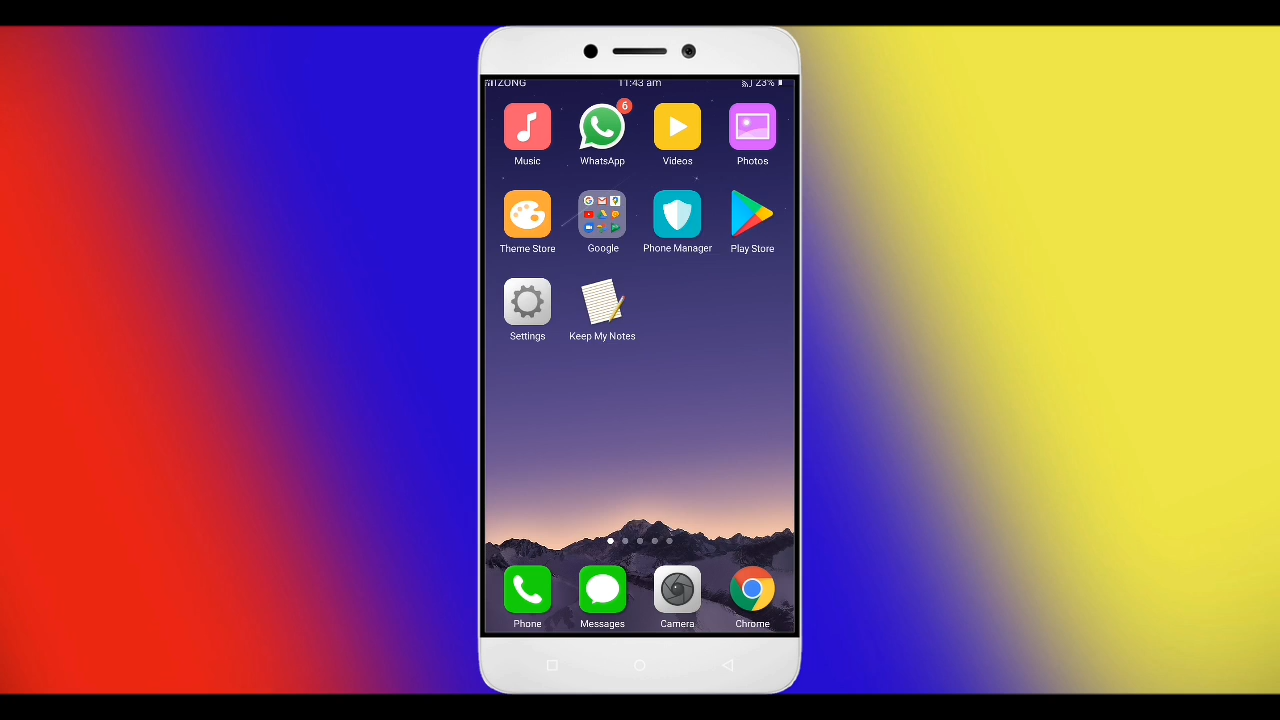 ZONG 11:43 am 23%
6
Music WhatsApp Videos Photos
Theme Store Google Phone Manager Play Store
Settings Keep My Notes
Phone Messages Camera Chrome